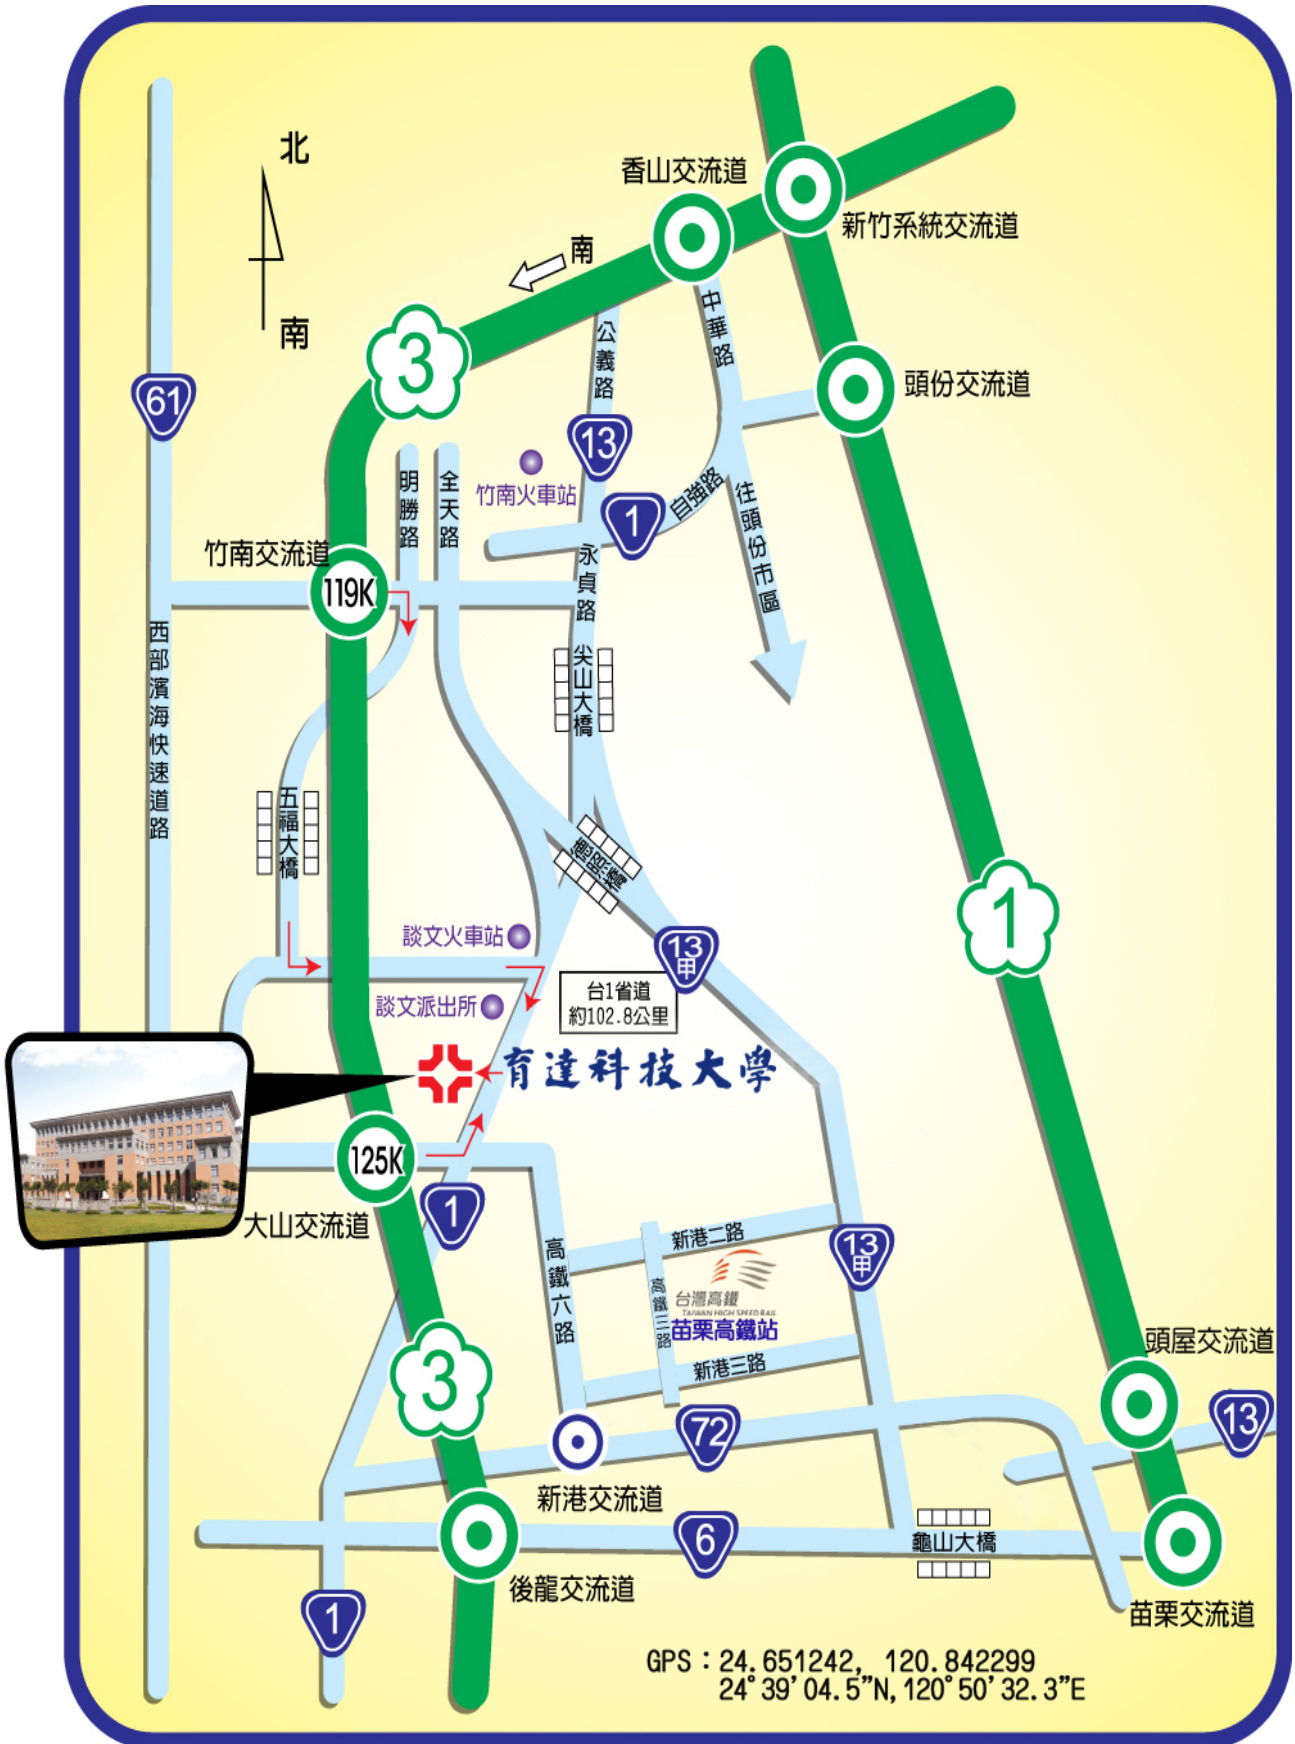 北
南
香山交流道
新竹系統交流道
南
中華路
公義路
3
61
13
頭份交流道
明勝路
全天路
竹南火車站
1
自強路
往頭份市區
竹南交流道
119K
永貞路
西部濱海快速道路
尖山大橋
五福大橋
德照橋
1
談文火車站
13甲
台1省道
約102.8公里
談文派出所
育達科技大學
125K
大山交流道
1
高鐵六路
新港二路
13甲
高鐵三路
台灣高鐵
TAIWAN HIGH SPEED RAIL
苗栗高鐵站
新港三路
3
頭屋交流道
13
72
新港交流道
6
龜山大橋
後龍交流道
1
苗栗交流道
GPS：24.651242, 120.842299
24°39′04.5”N, 120°50′32.3”E